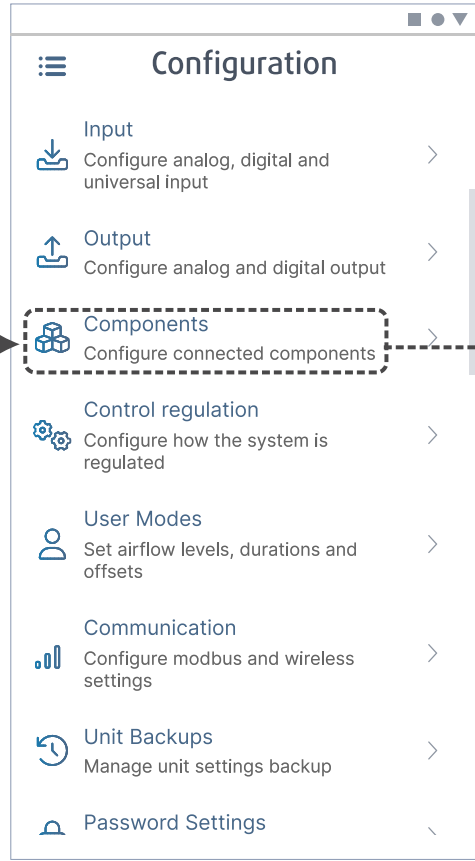 Configuration
Input
Configure analog, digital and
universal input
Output
Configure analog and digital output
Components
Configure connected components
Control regulation
Configure how the system is
regulated
User Modes
Set airflow levels, durations and
offsets
Communication
Configure modbus and wireless
settings
Unit Backups
Manage unit settings backup
Password Settings